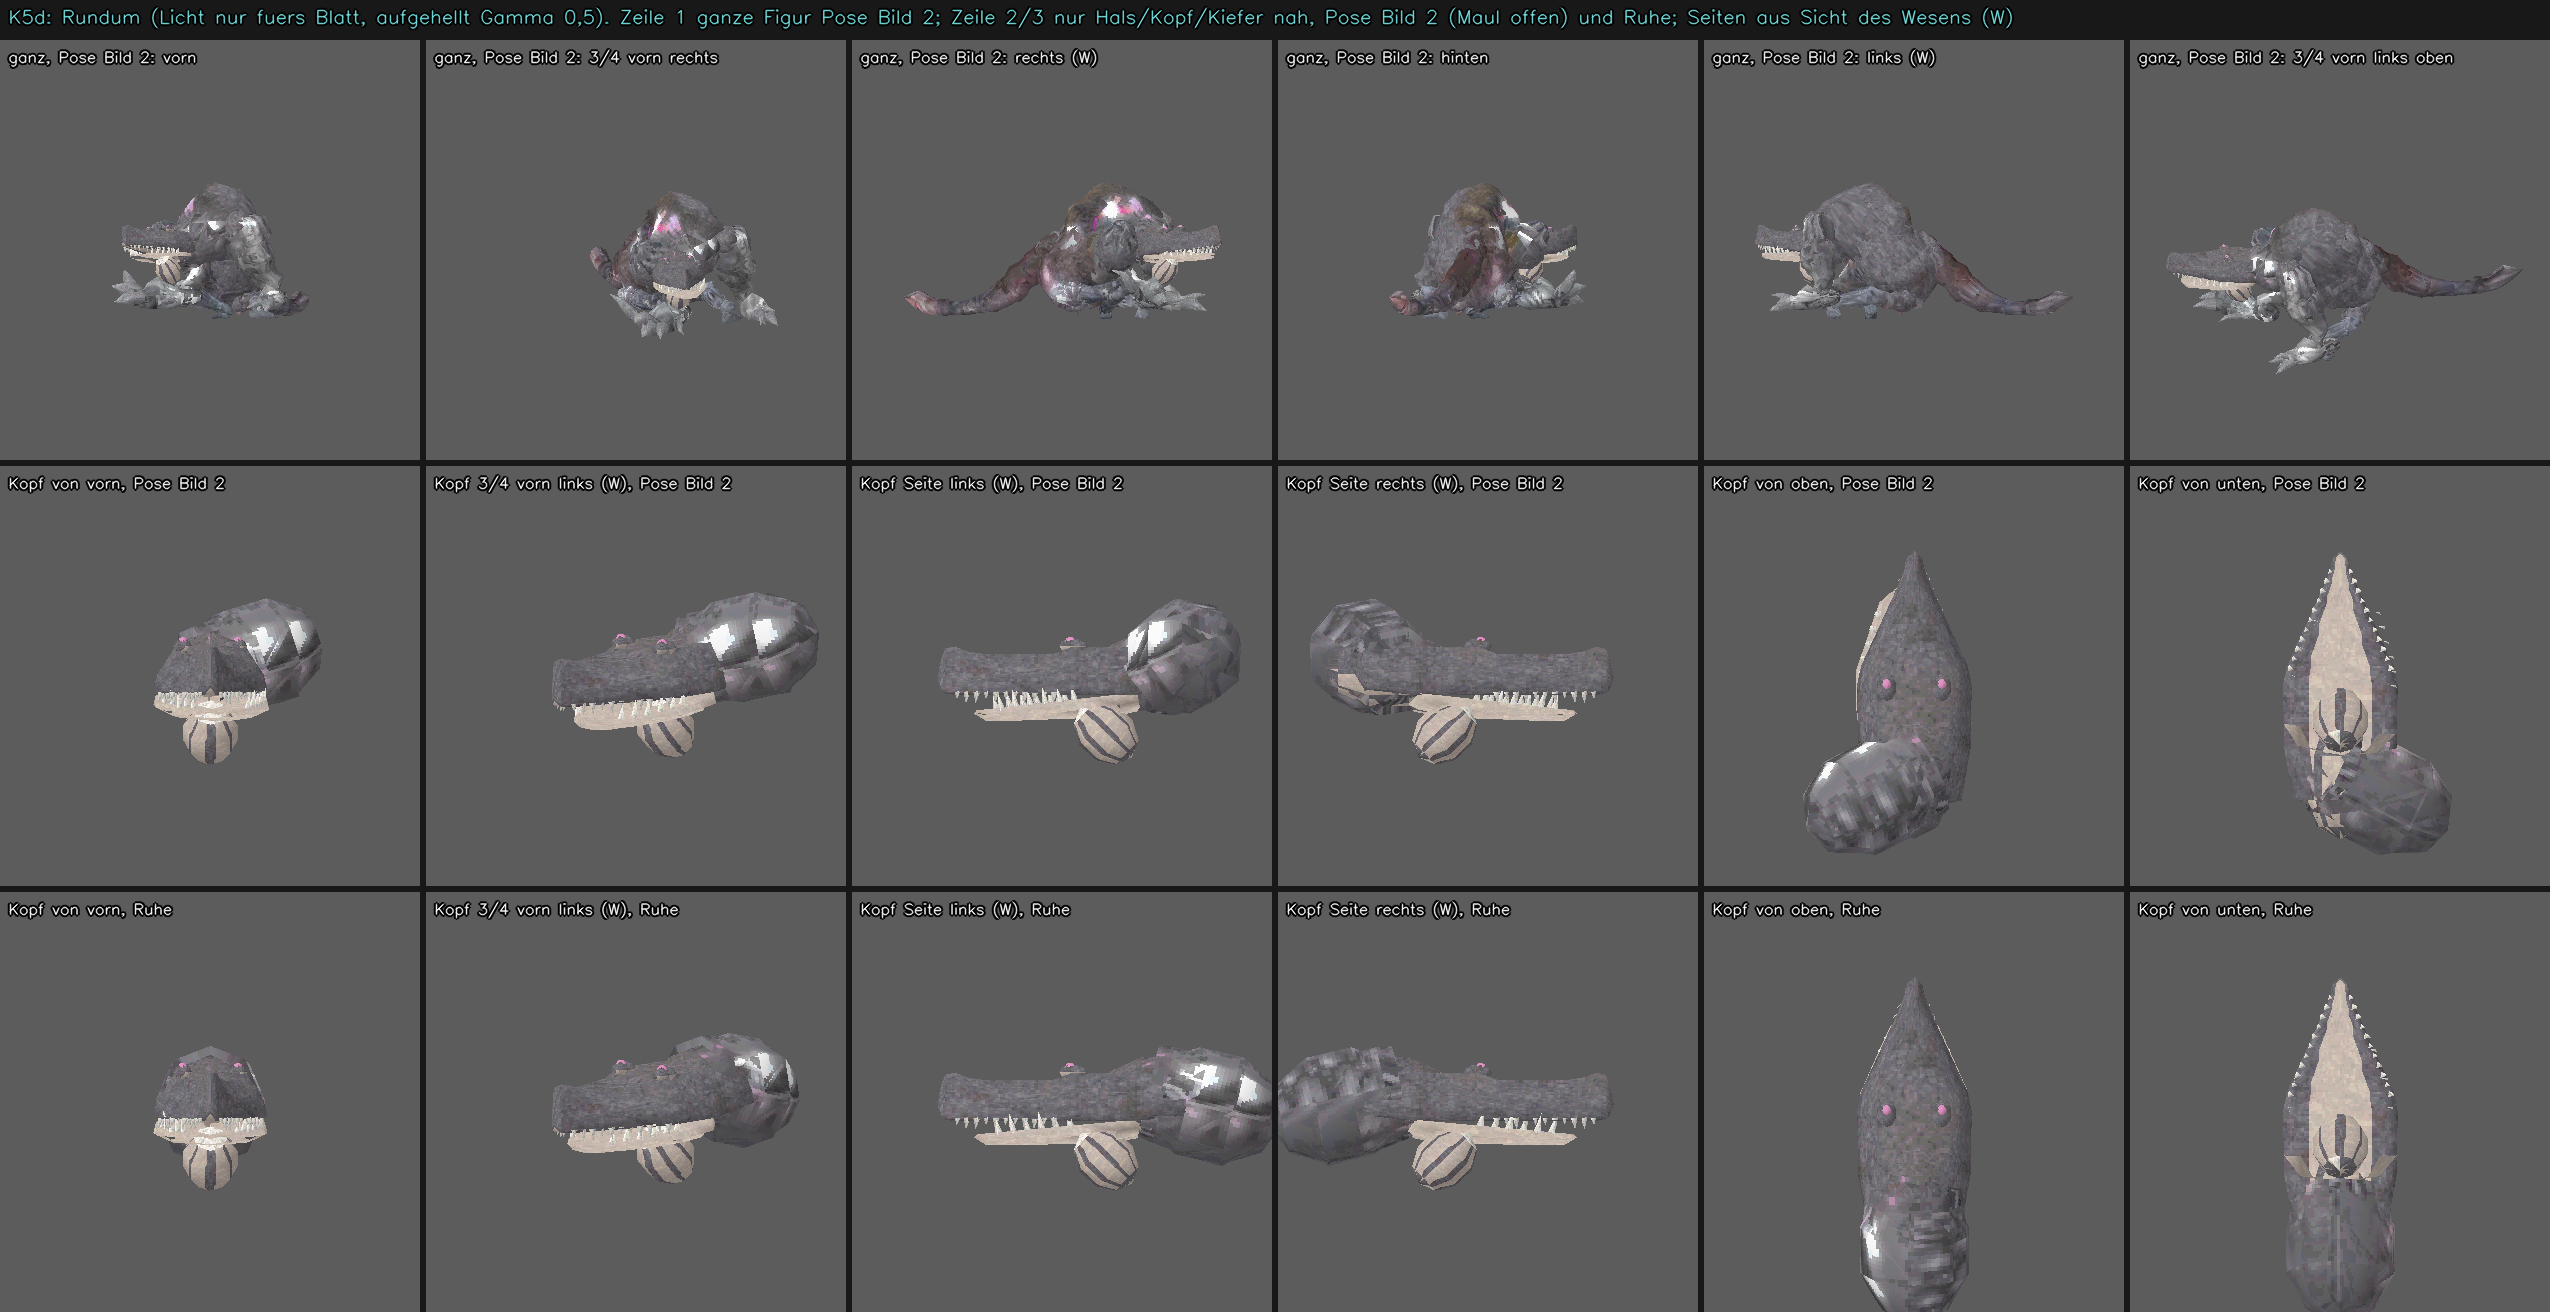 K5d: Rundum (Licht nur fuers Blatt, aufgehellt Gamma 0,5). Zeile 1 ganze Figur Pose Bild 2; Zeile 2/3 nur Hals/Kopf/Kiefer nah, Pose Bild 2 (Maul offen) und Ruhe; Seiten aus Sicht des Wesens (W)
ganz, Pose Bild 2: vorn
ganz, Pose Bild 2: 3/4 vorn rechts
ganz, Pose Bild 2: rechts (W)
ganz, Pose Bild 2: hinten
ganz, Pose Bild 2: links (W)
ganz, Pose Bild 2: 3/4 vorn links oben
Kopf von vorn, Pose Bild 2
Kopf 3/4 vorn links (W), Pose Bild 2
Kopf Seite links (W), Pose Bild 2
Kopf Seite rechts (W), Pose Bild 2
Kopf von oben, Pose Bild 2
Kopf von unten, Pose Bild 2
Kopf von vorn, Ruhe
Kopf 3/4 vorn links (W), Ruhe
Kopf Seite links (W), Ruhe
Kopf Seite rechts (W), Ruhe
Kopf von oben, Ruhe
Kopf von unten, Ruhe